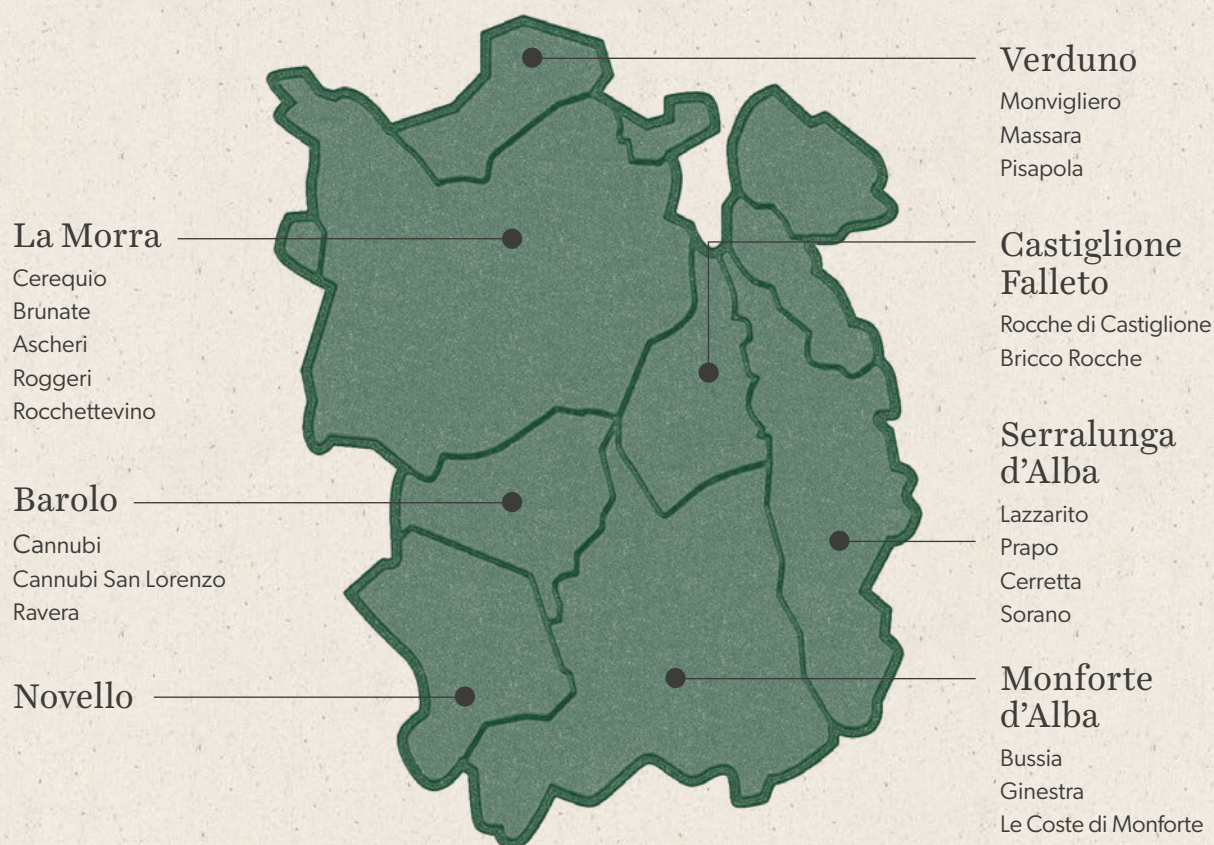 Verduno
Monvigliero
Massara
Pisapola
La Morra
Cerequio
Brunate
Ascheri
Roggeri
Rocchettevino
Castiglione
Falleto
Rocche di Castiglione
Bricco Rocche
Serralunga
d’Alba
Lazzarito
Prapo
Cerretta
Sorano
Barolo
Cannubi
Cannubi San Lorenzo
Ravera
Novello
Monforte
d’Alba
Bussia
Ginestra
Le Coste di Monforte